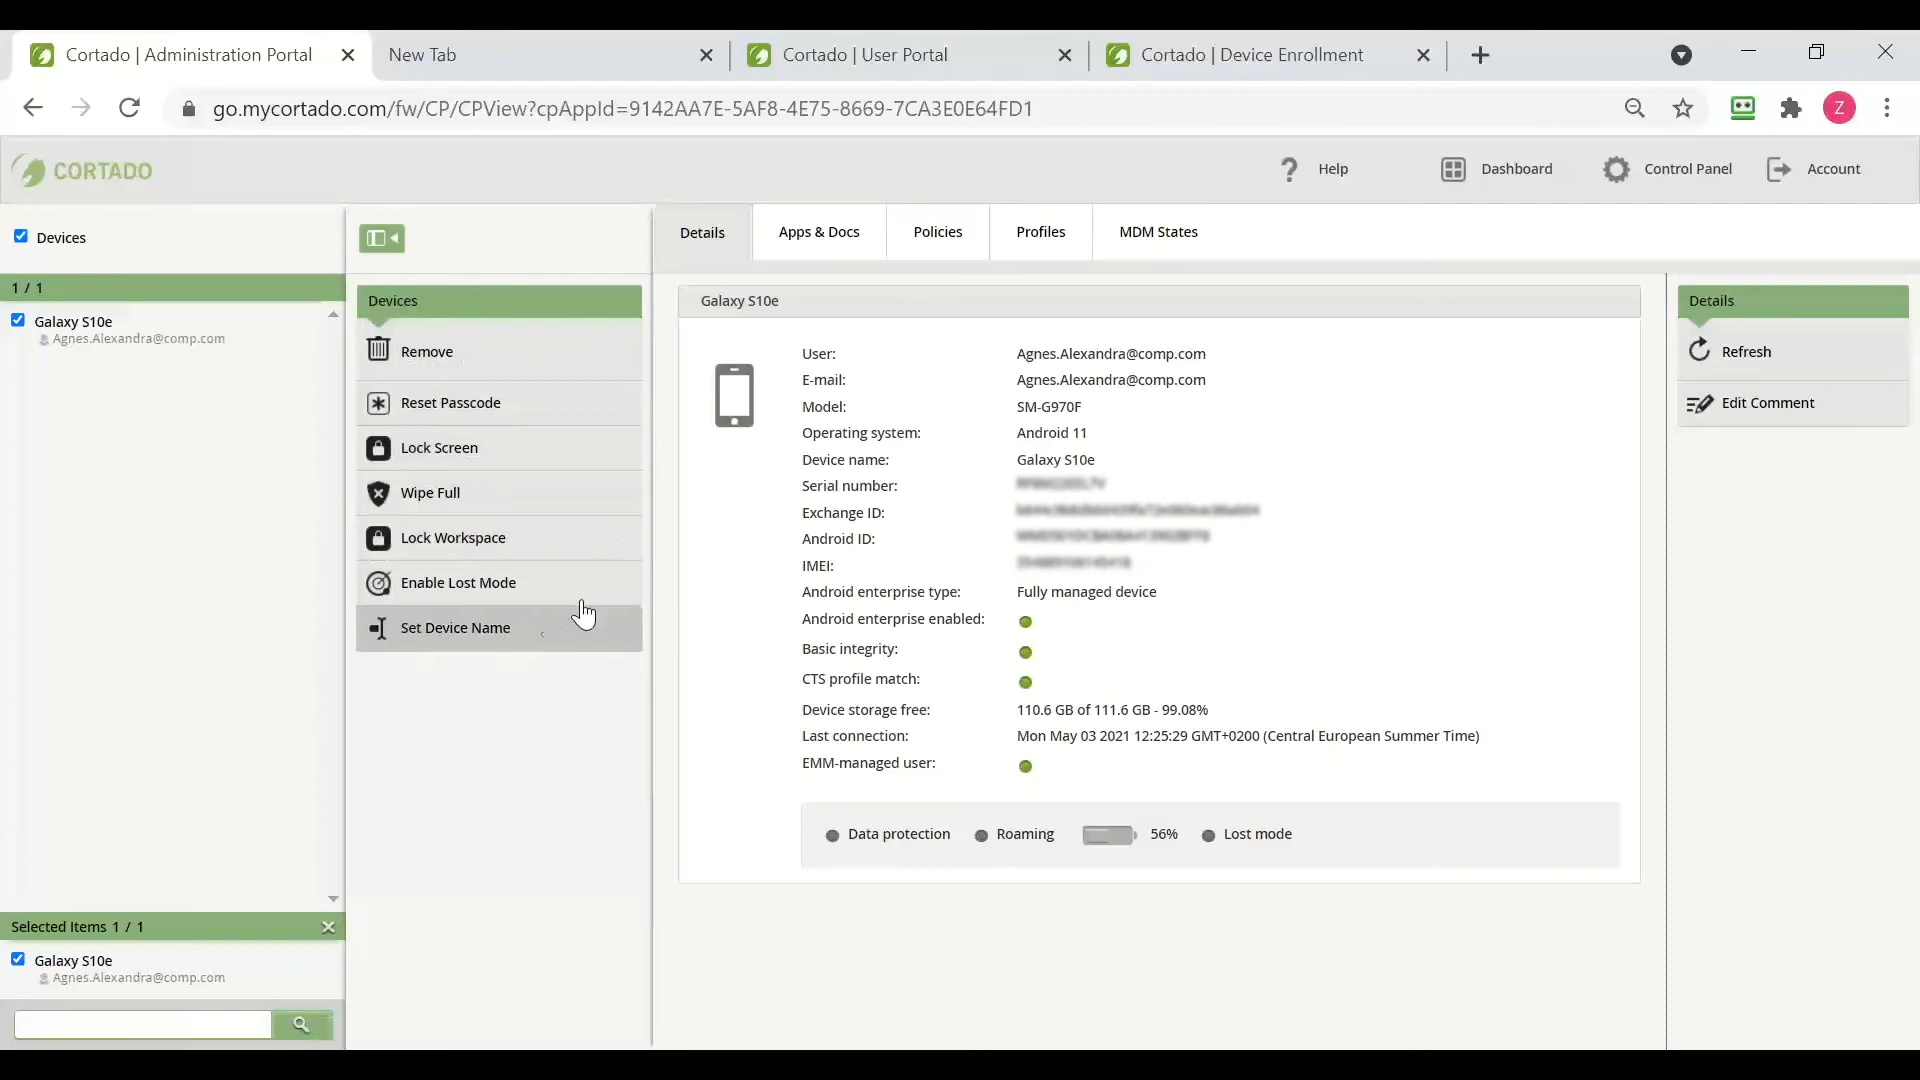 Cortado | Administration Portal
New Tab
Cortado | User Portal
Cortado | Device Enrollment
go.mycortado.com/fw/CP/CPView?cpAppId=9142AA7E-5AF8-4E75-8669-7CA3E0E64FD1
Z
CORTADO
Help
Dashboard
Control Panel
Account
Devices
Details
Apps & Docs
Policies
Profiles
MDM States
1 / 1
Galaxy S10e
Agnes.Alexandra@comp.com
Devices
Remove
Reset Passcode
Lock Screen
Wipe Full
Lock Workspace
Enable Lost Mode
Set Device Name
Galaxy S10e
User: Agnes.Alexandra@comp.com
E-mail: Agnes.Alexandra@comp.com
Model: SM-G970F
Operating system: Android 11
Device name: Galaxy S10e
Serial number:
Exchange ID:
Android ID:
IMEI:
Android enterprise type: Fully managed device
Android enterprise enabled:
Basic integrity:
CTS profile match:
Device storage free: 110.6 GB of 111.6 GB - 99.08%
Last connection: Mon May 03 2021 12:25:29 GMT+0200 (Central European Summer Time)
EMM-managed user:
Data protection Roaming 56% Lost mode
Details
Refresh
Edit Comment
Selected Items 1 / 1
Galaxy S10e
Agnes.Alexandra@comp.com